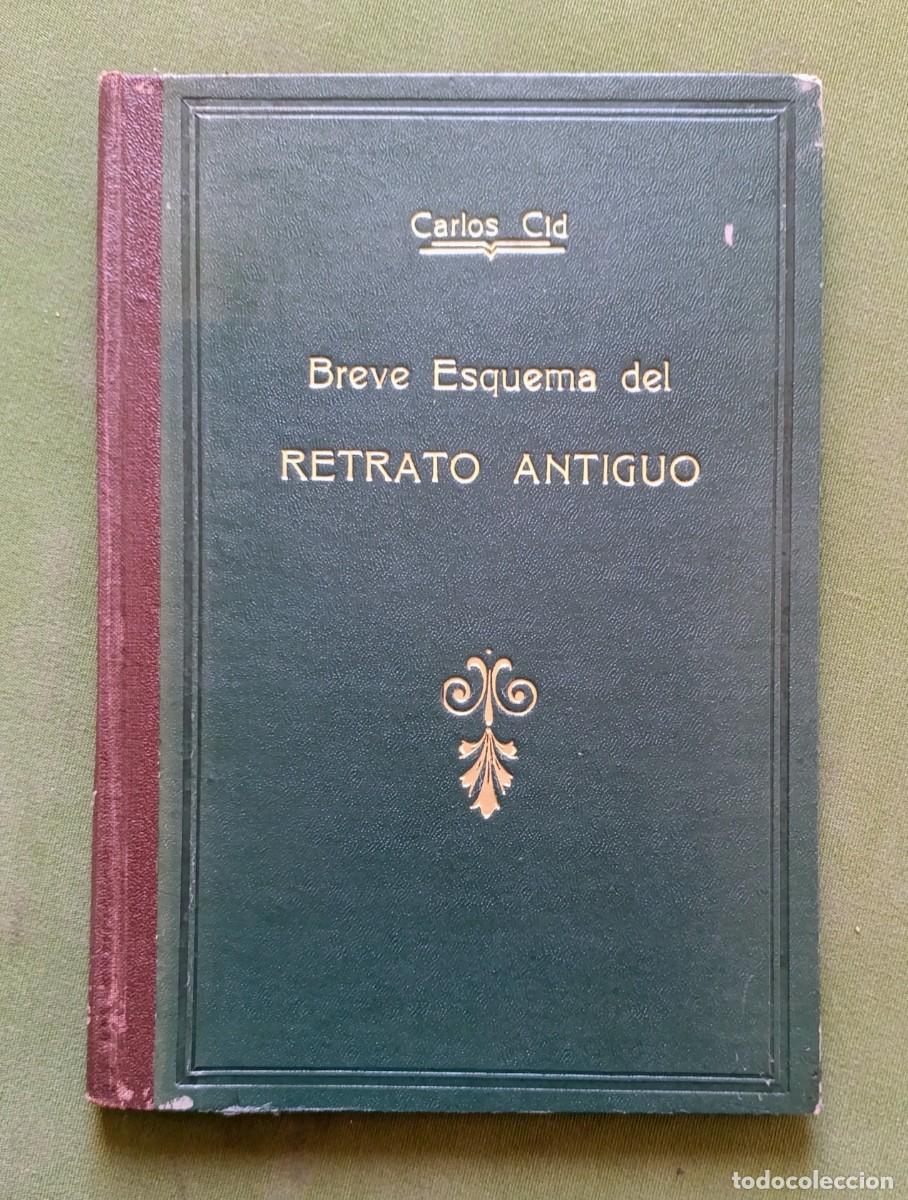 Carlos Cid
Breve Esquema del
RETRATO ANTIGUO
todocoleccion